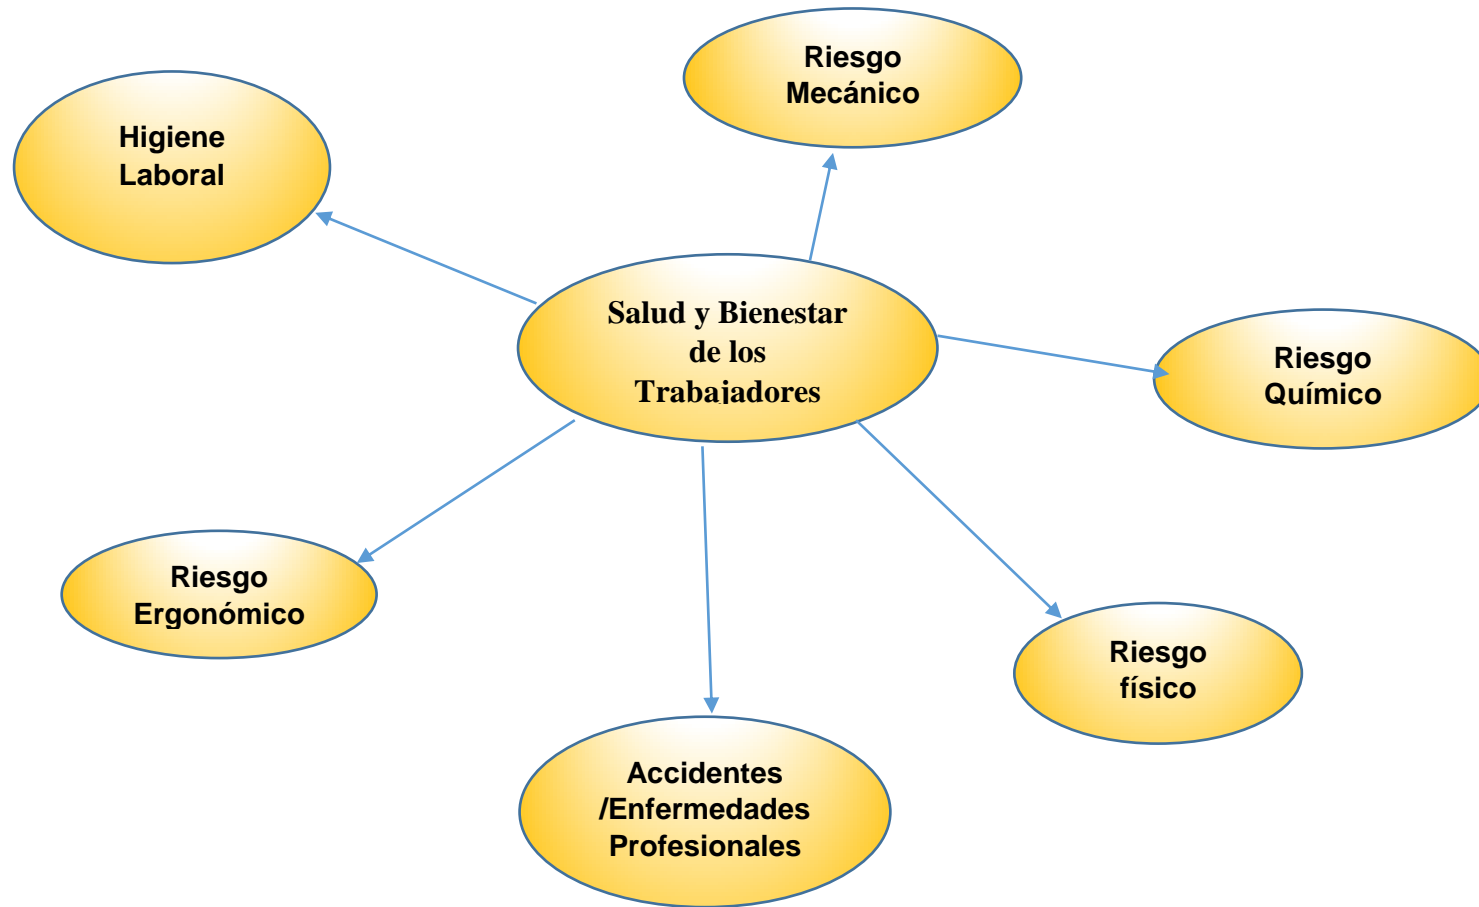 Riesgo
Mecánico
Higiene
Laboral
Salud y Bienestar
de los
Trabajadores
Riesgo
Químico
Riesgo
Ergonómico
Riesgo
físico
Accidentes
/Enfermedades
Profesionales